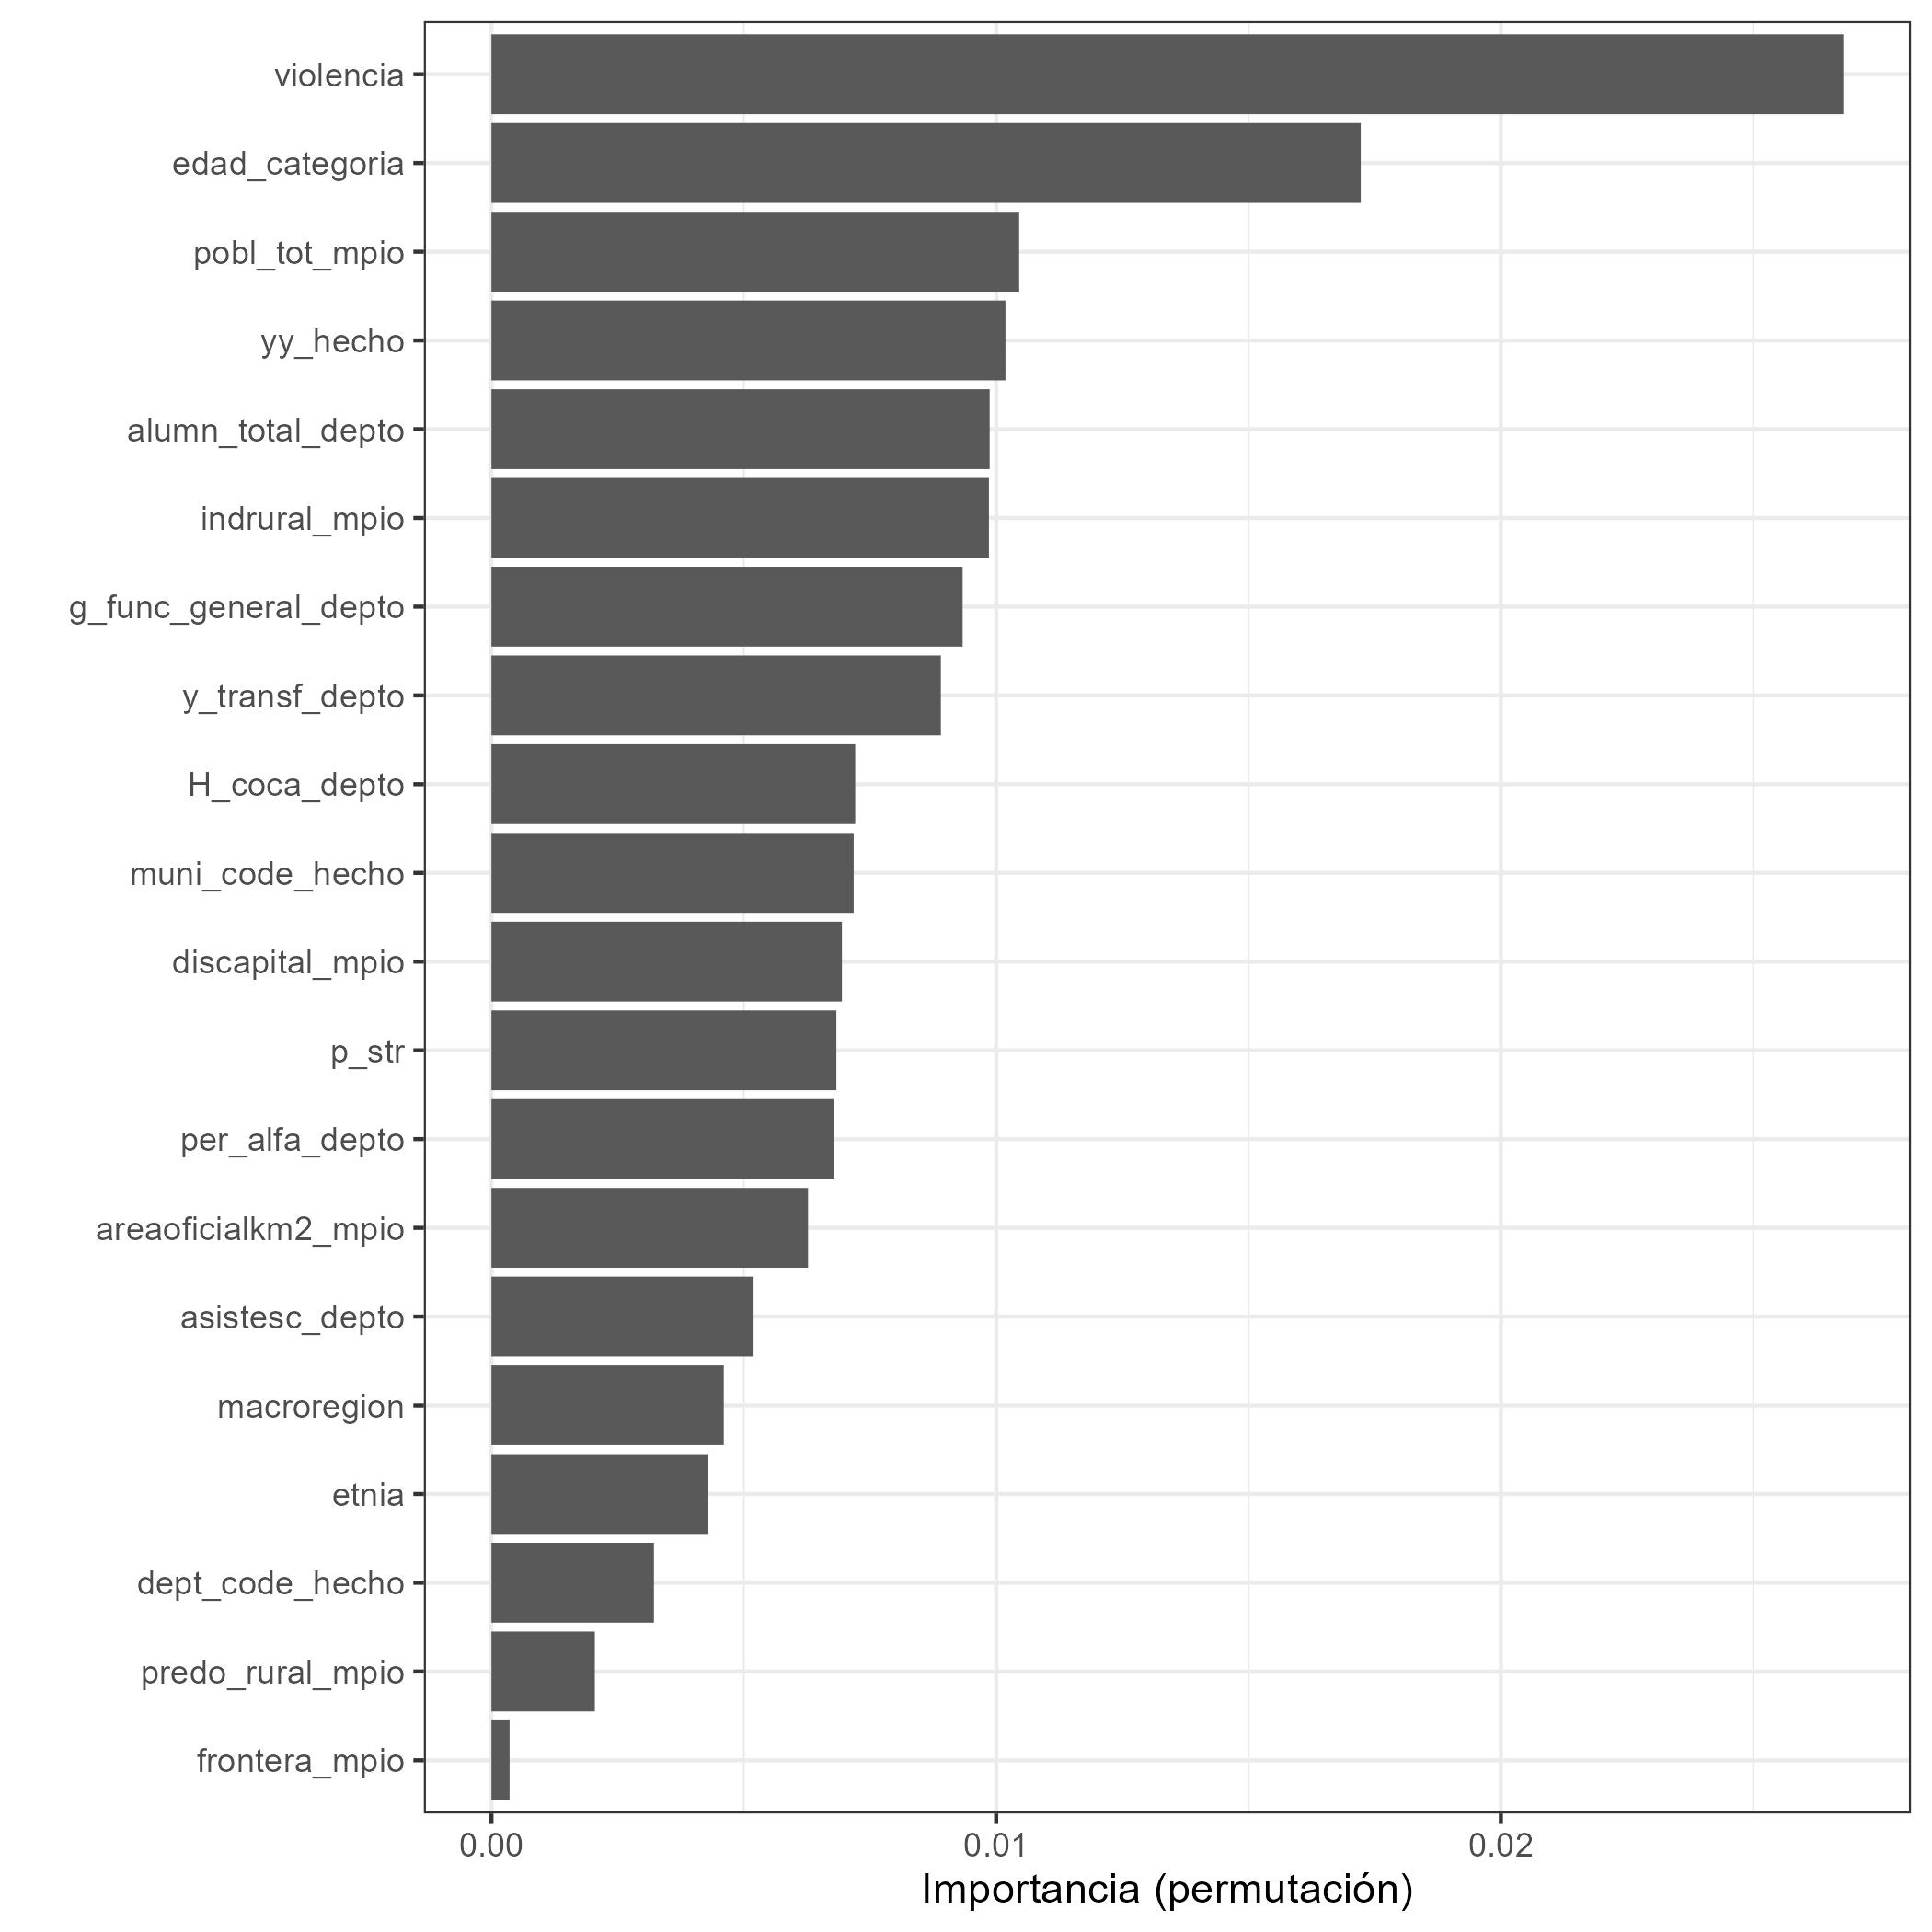 violencia
edad_categoria
pobl_tot_mpio
yy_hecho
alumn_total_depto
indrural_mpio
g_func_general_depto
y_transf_depto
H_coca_depto
muni_code_hecho
discapital_mpio
p_str
per_alfa_depto
areaoficialkm2_mpio
asistesc_depto
macroregion
etnia
dept_code_hecho
predo_rural_mpio
frontera_mpio
0.00 0.01 0.02
Importancia (permutación)